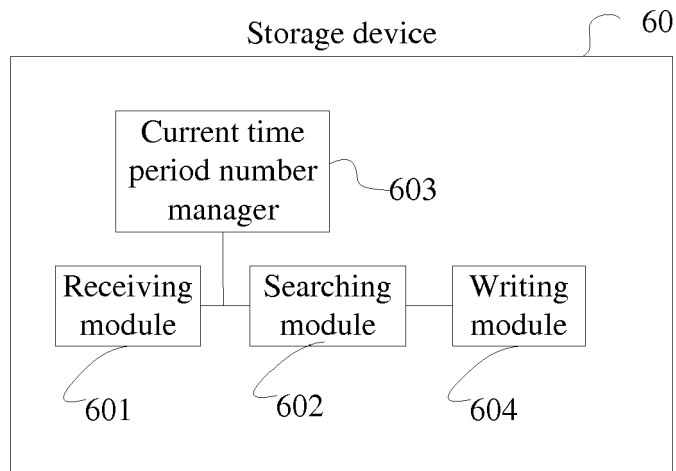 Storage device
60
Current time
period number
manager
603
Receiving
module
Searching
module
Writing
module
601
602
604